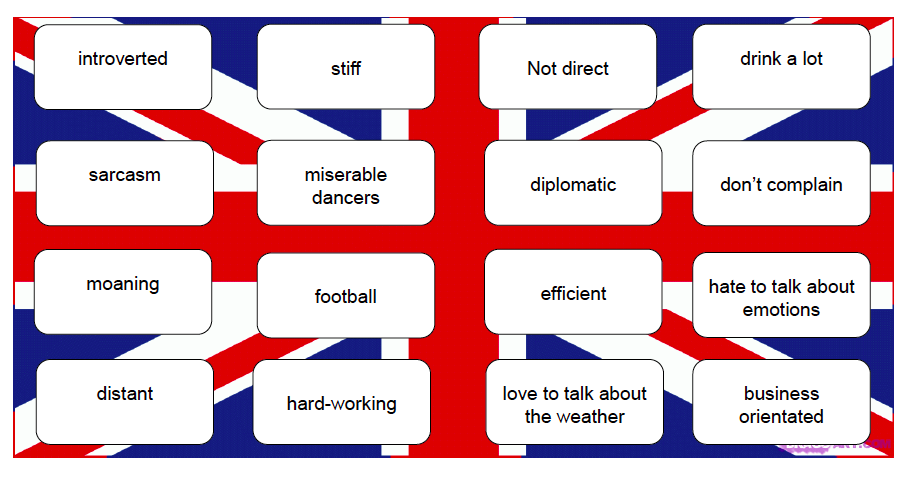 introverted
stiff
Not direct
drink a lot
sarcasm
miserable
dancers
diplomatic
don’t complain
moaning
football
efficient
hate to talk about
emotions
distant
hard-working
love to talk about
the weather
business
orientated